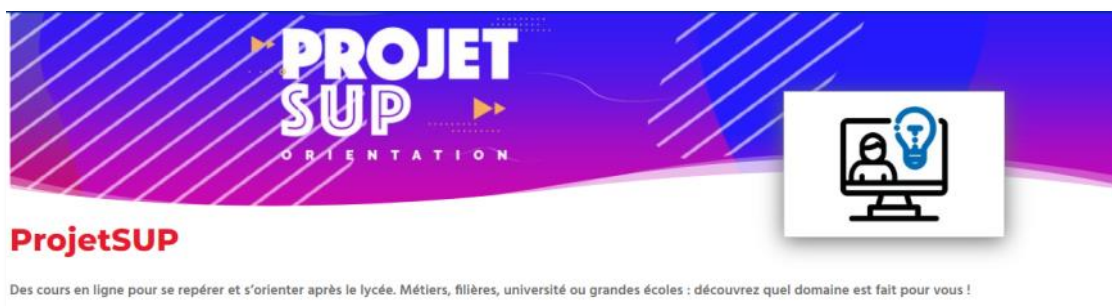 PROJET
SUP
ORIENTATION
ProjetSUP
Des cours en ligne pour se repérer et s’orienter après le lycée. Métiers, filières, université ou grandes écoles : découvrez quel domaine est fait pour vous !